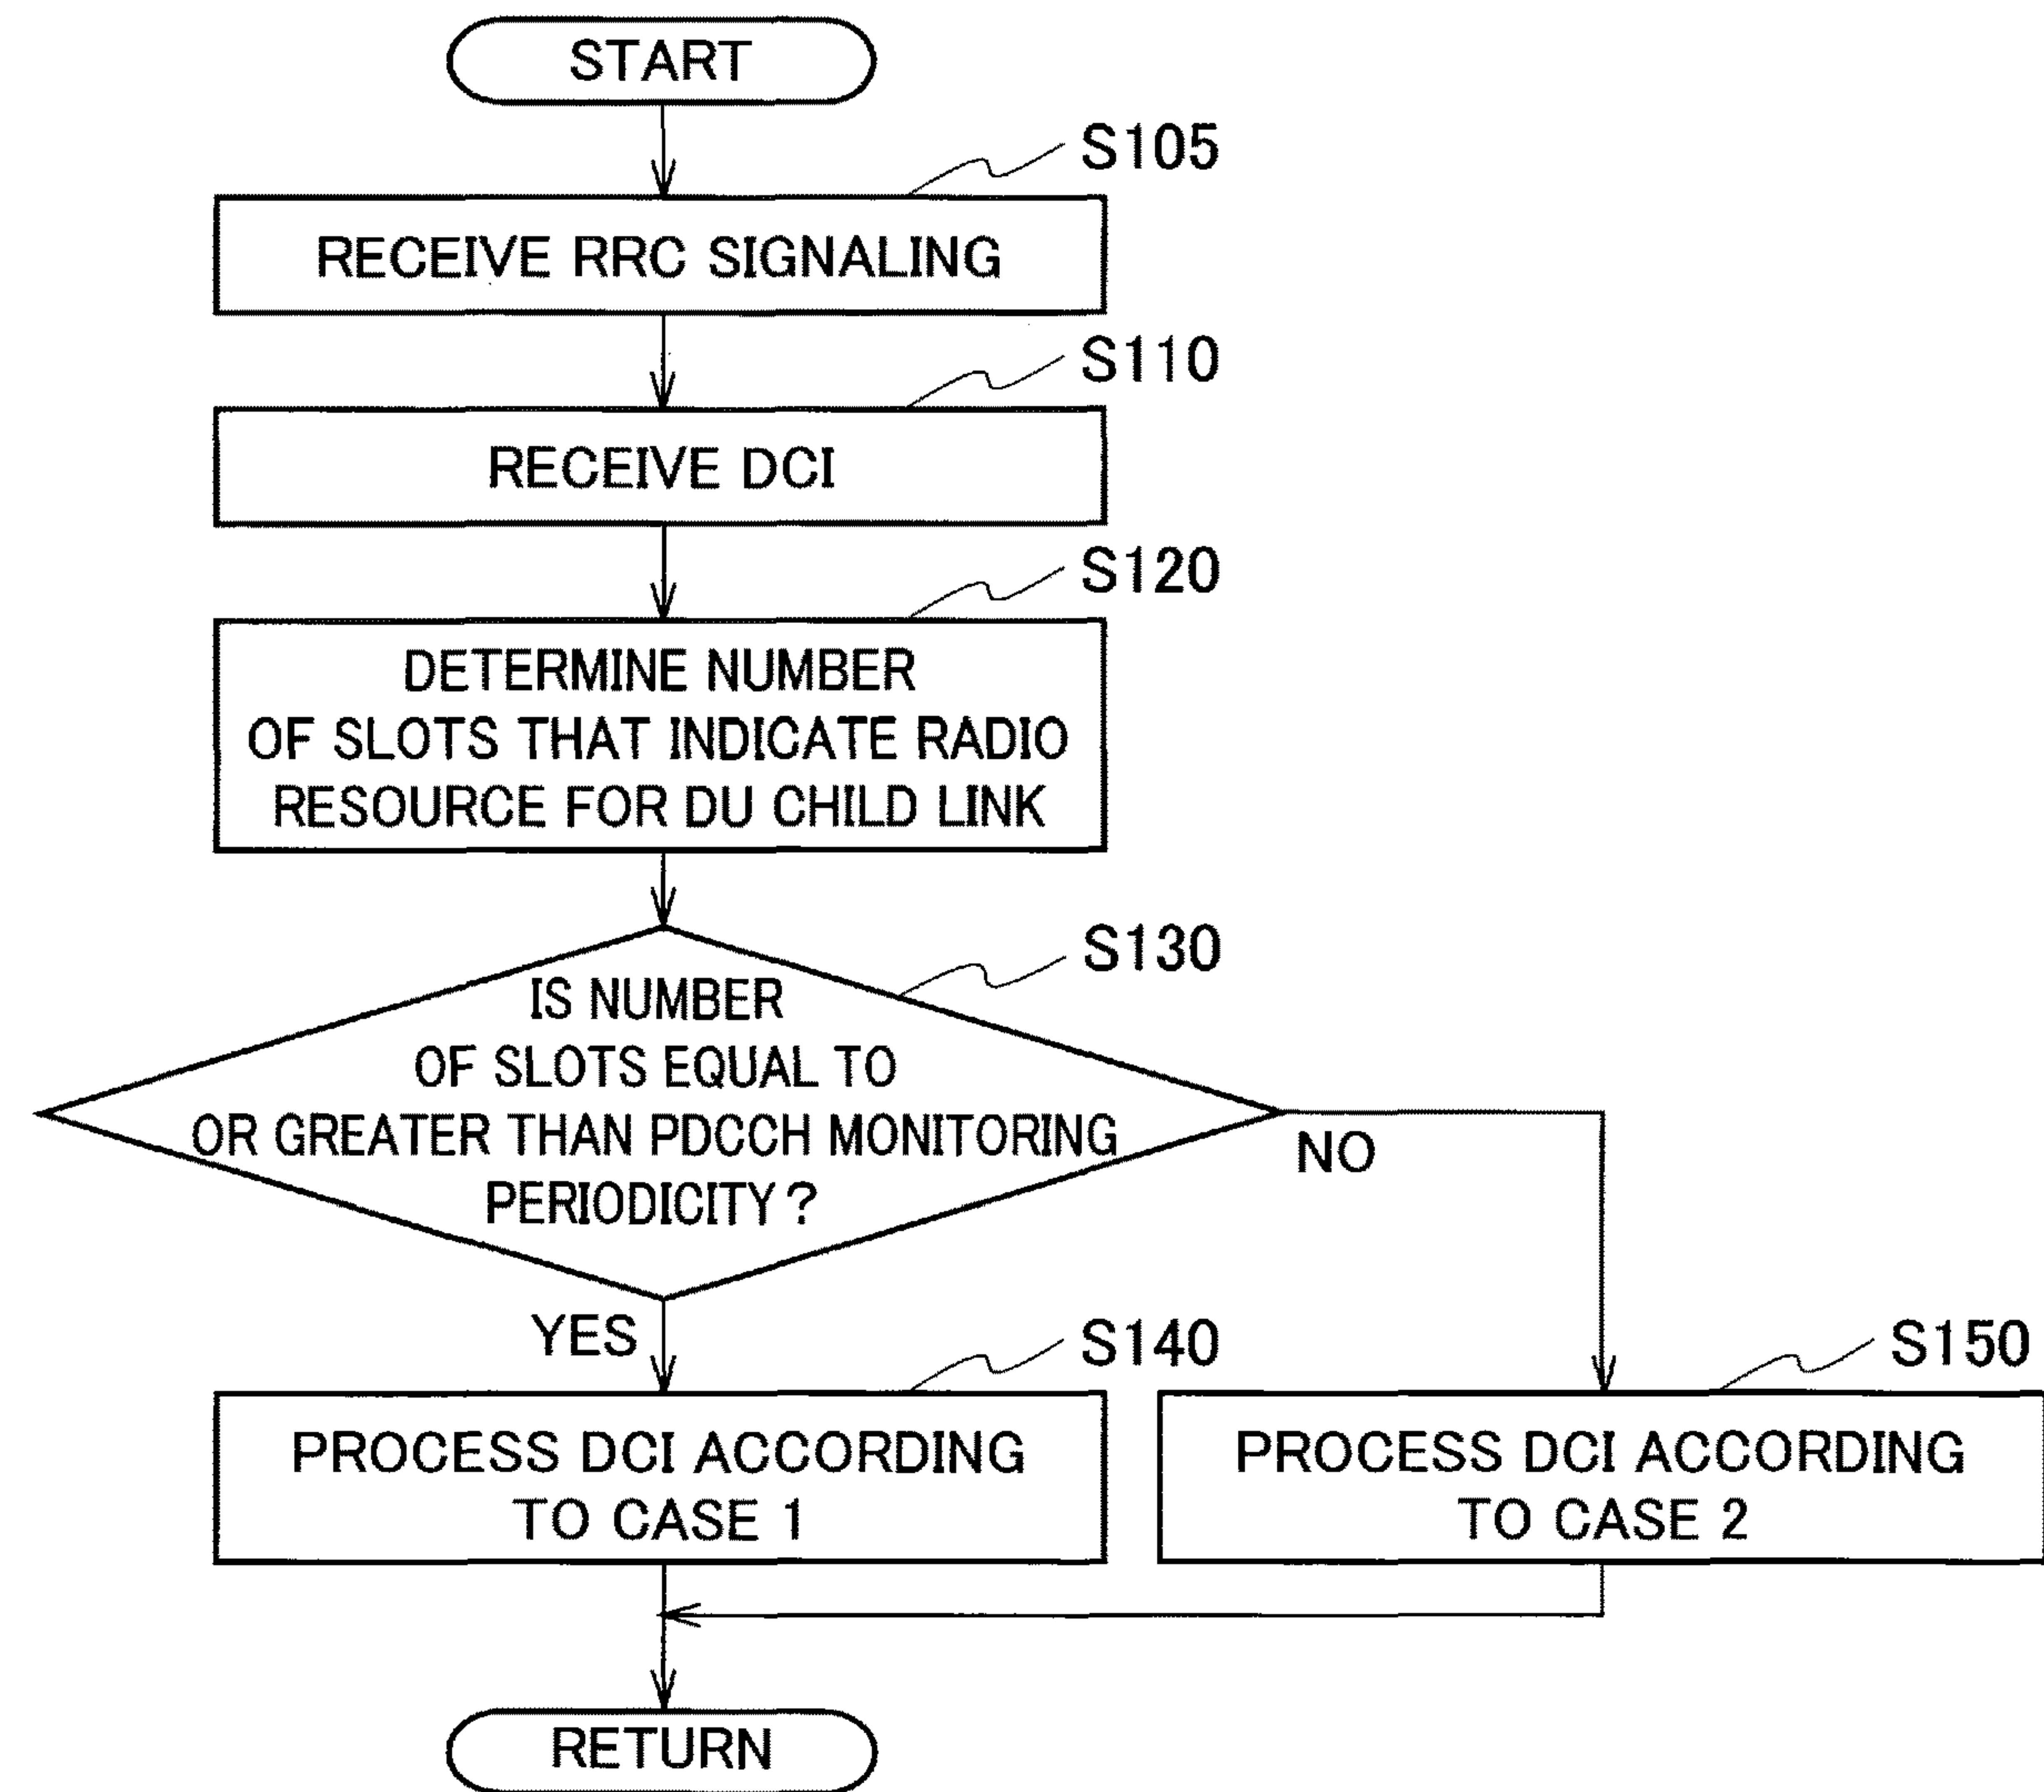 START
S105
RECEIVE RRC SIGNALING
S110
RECEIVE DCI
S120
DETERMINE NUMBER
OF SLOTS THAT INDICATE RADIO
RESOURCE FOR DU CHILD LINK
S130
IS NUMBER
OF SLOTS EQUAL TO
OR GREATER THAN PDCCH MONITORING
PERIODICITY?
NO
YES
S140
PROCESS DCI ACCORDING
TO CASE 1
S150
PROCESS DCI ACCORDING
TO CASE 2
RETURN